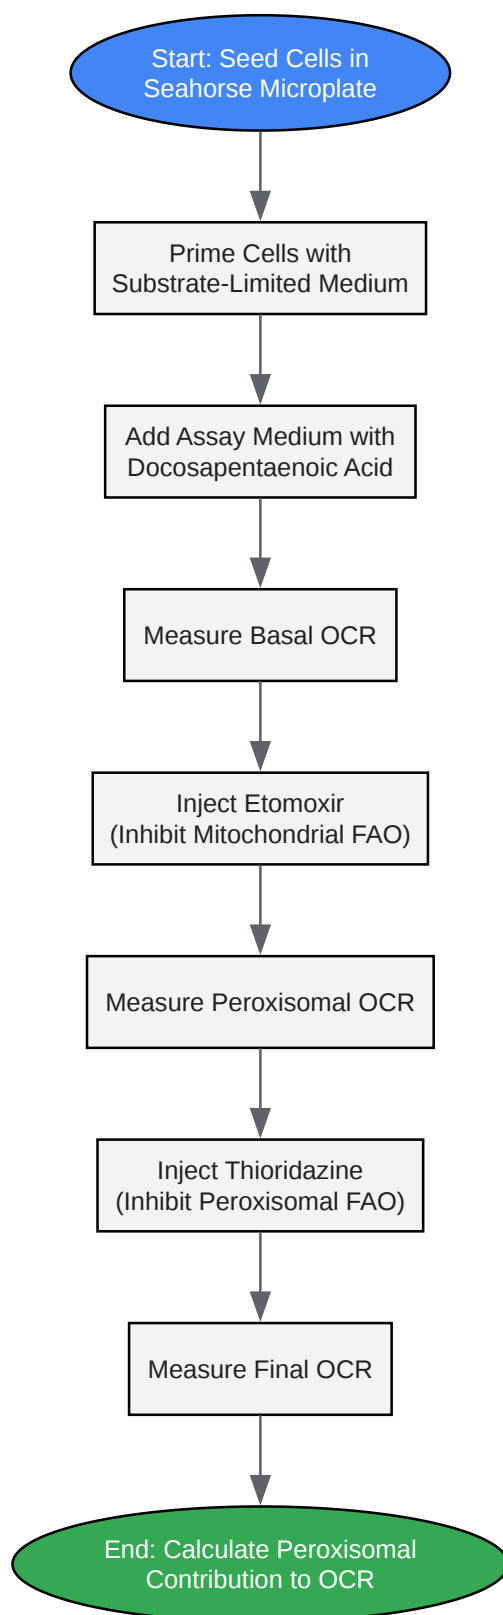 Start: Seed Cells in
Seahorse Microplate
Prime Cells with
Substrate-Limited Medium
Add Assay Medium with
Docosapentaenoic Acid
Measure Basal OCR
Inject Etomoxir
(Inhibit Mitochondrial FAO)
Measure Peroxisomal OCR
Inject Thioridazine
(Inhibit Peroxisomal FAO)
Measure Final OCR
End: Calculate Peroxisomal
Contribution to OCR